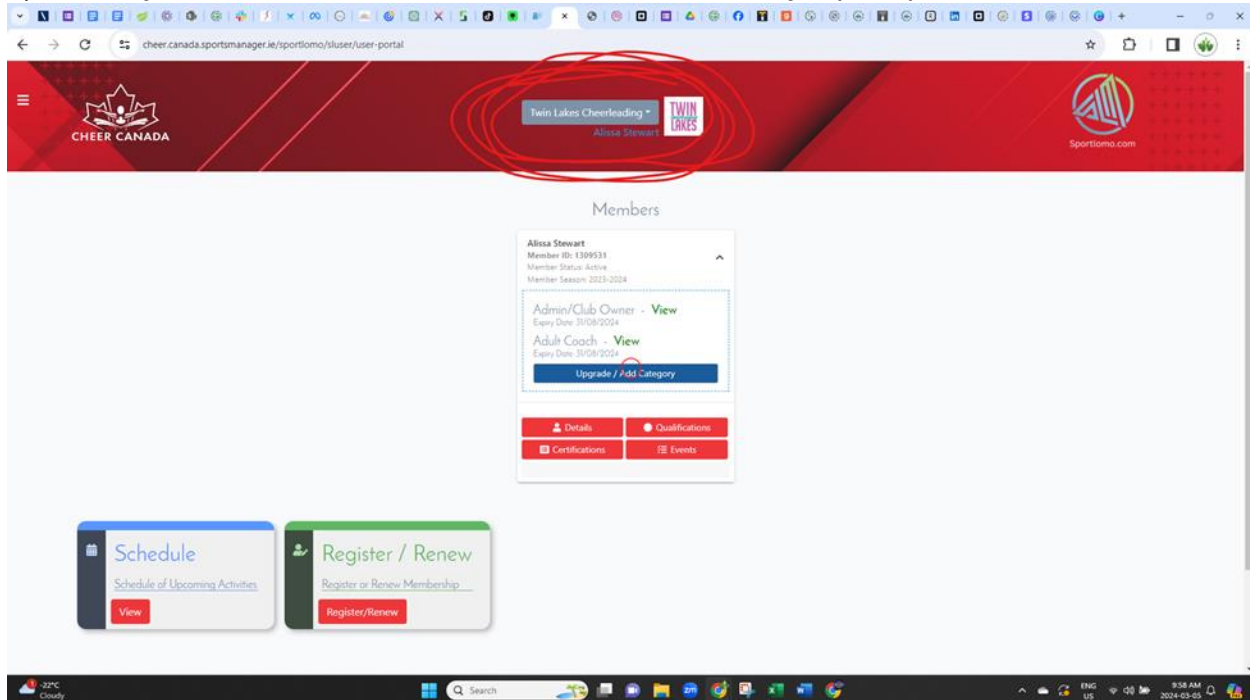 cheer.canada.sportsmanager.ie/sportlomo/sluser/user-portal
CHEER CANADA
Twin Lakes Cheerleading
TWIN
LAKES
Alissa Stewart
Sportlomo.com
Members
Alissa Stewart
Member ID: 1309531
Member Status: Active
Member Season: 2023-2024
Admin/Club Owner - View
Expiry Date: 31/08/2024
Adult Coach - View
Expiry Date: 31/08/2024
Upgrade / Add Category
Details
Qualifications
Certifications
Events
Schedule
Schedule of Upcoming Activities
View
Register / Renew
Register or Renew Membership
Register/Renew
-22°C
Cloudy
Search
ENG
US
9:58 AM
2024-03-05